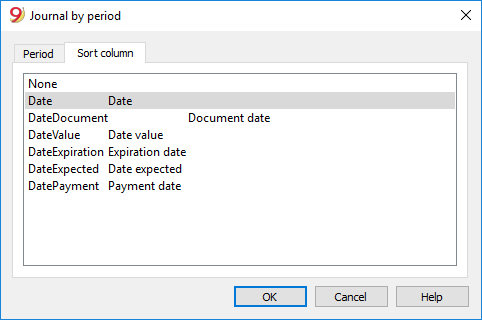 9 Journal by period
Period Sort column
None
Date Date
DateDocument Document date
DateValue Date value
DateExpiration Expiration date
DateExpected Date expected
DatePayment Payment date
OK Cancel Help